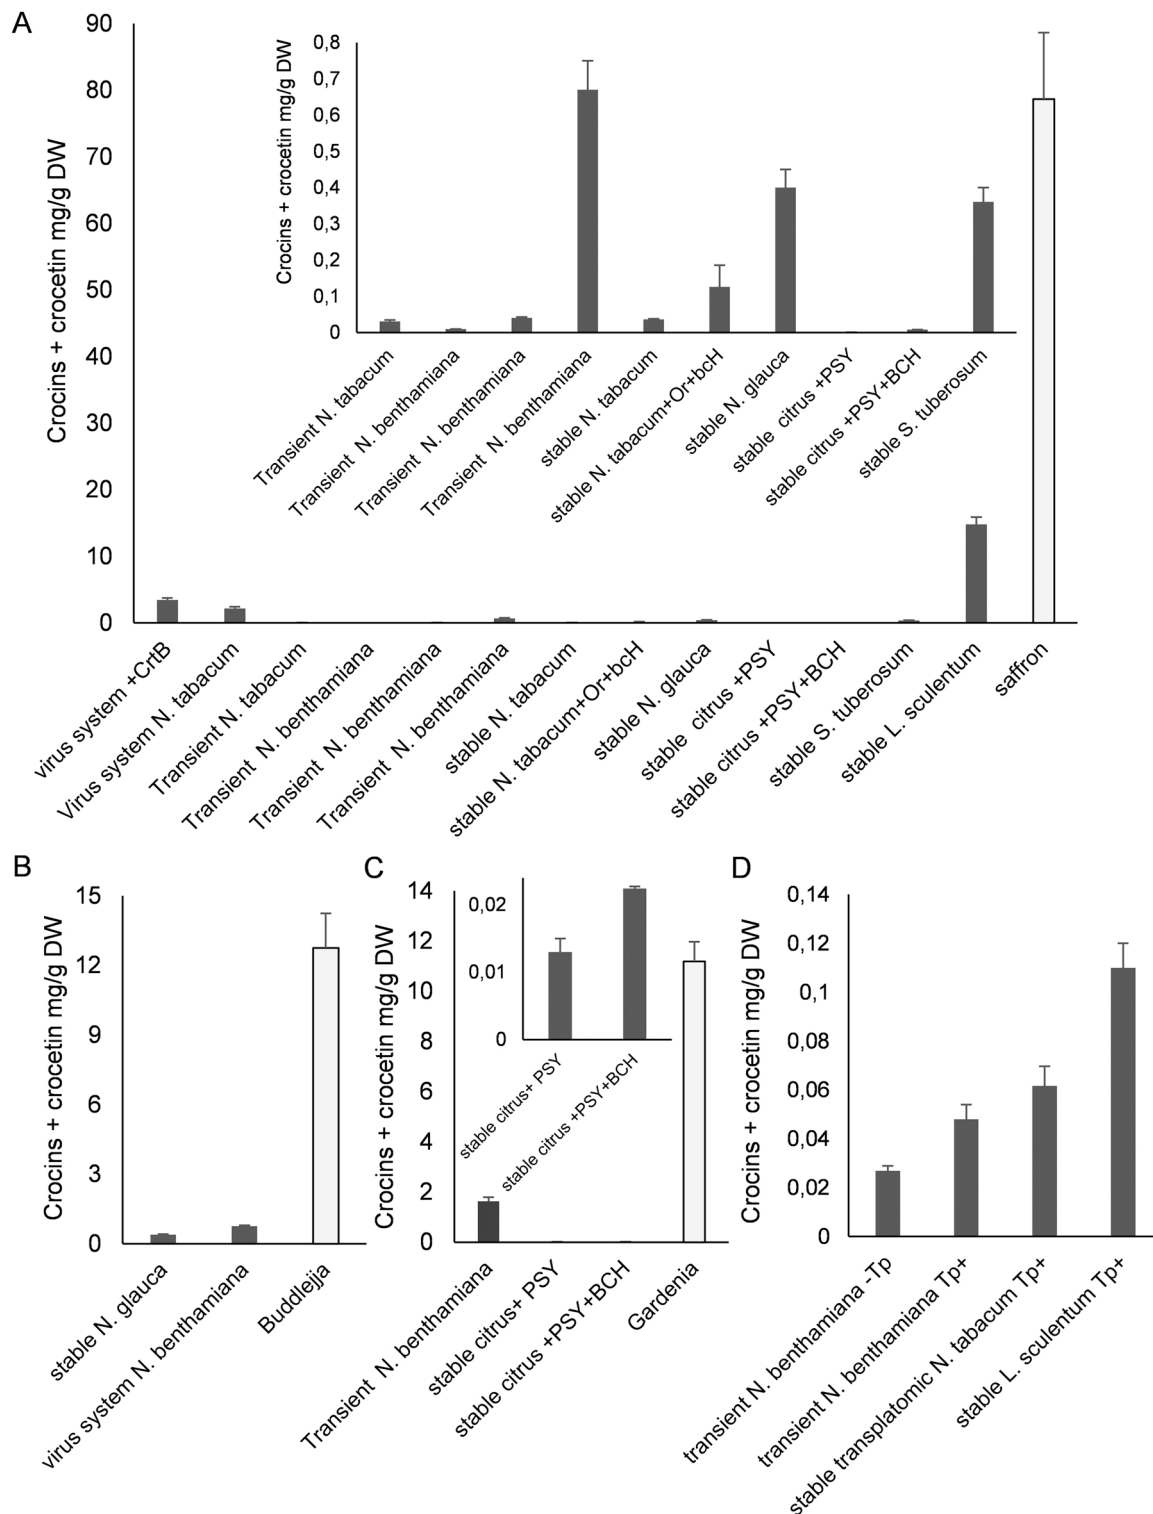 A
Crocins + crocetin mg/g DW
90
80
70
60
50
40
30
20
10
0
Crocins + crocetin mg/g DW
0,8
0,7
0,6
0,5
0,4
0,3
0,2
0,1
0
Transient N. tabacum
Transient N. benthamiana
Transient N. benthamiana
Transient N. benthamiana
stable N. tabacum
stable N. tabacum+Or+bcH
stable N. glauca
stable citrus +PSY
stable citrus +PSY+BCH
stable S. tuberosum
virus system +CrtB
Virus system N. tabacum
Transient N. tabacum
Transient N. benthamiana
Transient N. benthamiana
Transient N. benthamiana
stable N. tabacum
stable N. tabacum+Or+bcH
stable N. glauca
stable citrus +PSY
stable citrus +PSY+BCH
stable S. tuberosum
stable L. sculentum
saffron
B
Crocins + crocetin mg/g DW
15
12
9
6
3
0
stable N. glauca
virus system N. benthamiana
Buddlejja
C
Crocins + crocetin mg/g DW
14
12
10
8
6
4
2
0
0,02
0,01
0
stable citrus+ PSY
stable citrus +PSY+BCH
Transient N. benthamiana
stable citrus+ PSY
stable citrus +PSY+BCH
Gardenia
D
Crocins + crocetin mg/g DW
0,14
0,12
0,1
0,08
0,06
0,04
0,02
0
transient N. benthamiana -Tp
transient N. benthamiana Tp+
stable transplatomic N. tabacum Tp+
stable L. sculentum Tp+